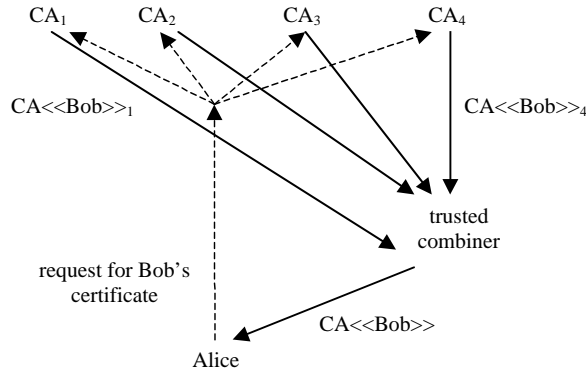 CA₁ CA₂ CA₃ CA₄
CA<<Bob>>₁
CA<<Bob>>₄
trusted
combiner
request for Bob’s
certificate
CA<<Bob>>
Alice